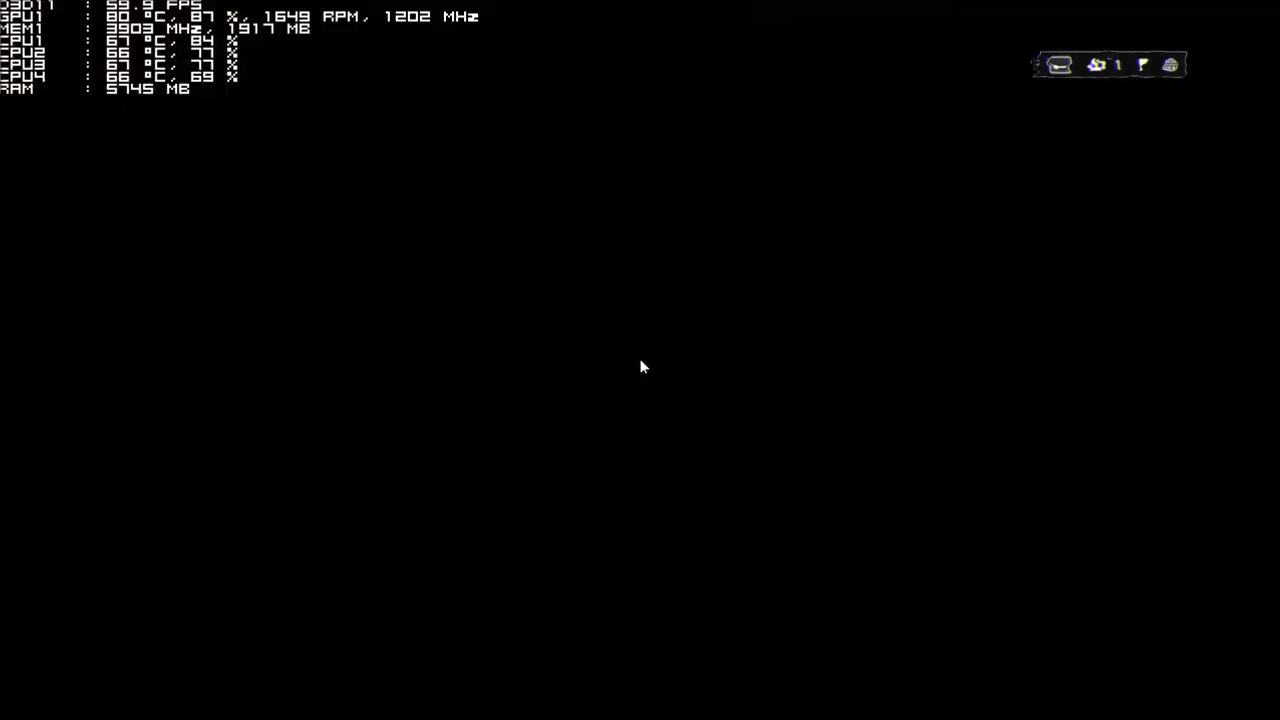 D3D11 : 59.9 FPS
GPU1 : 80 °C, 87 %, 1649 RPM, 1202 MHz
MEM1 : 3903 MHz, 1917 MB
CPU1 : 67 °C, 84 %
CPU2 : 66 °C, 77 %
CPU3 : 67 °C, 77 %
CPU4 : 66 °C, 69 %
RAM : 5745 MB
1